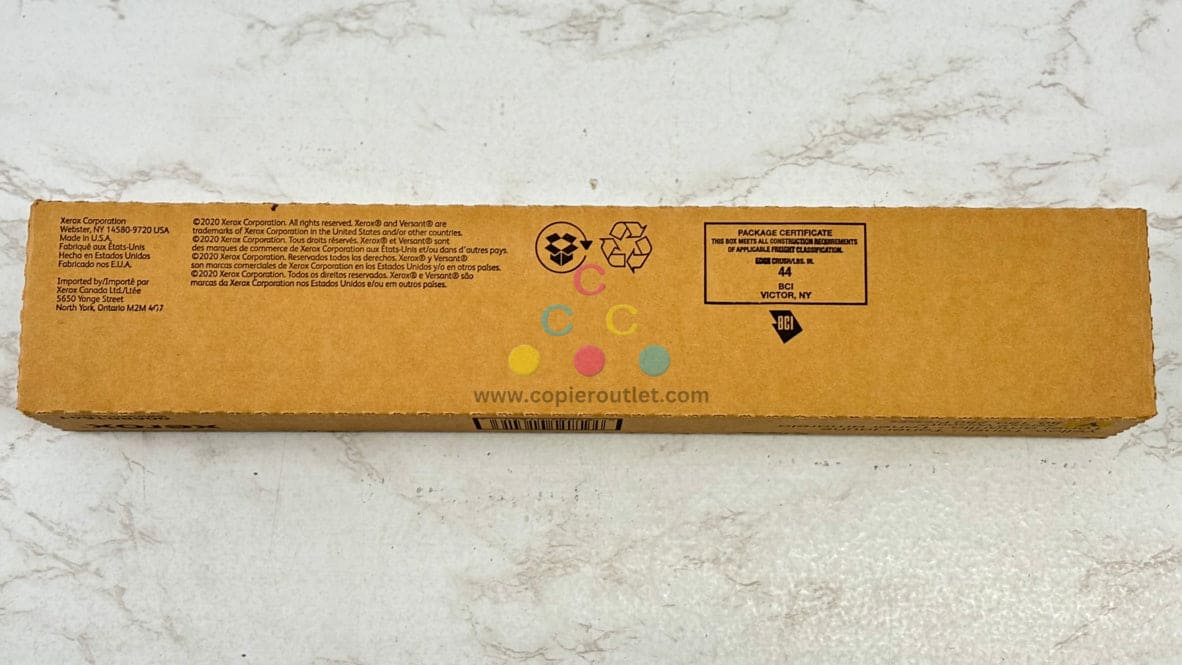 Xerox Corporation
Webster, NY 14580-9720 USA
Made in U.S.A.
Fabriqué aux États-Unis
Hecho en Estados Unidos
Fabricado nos E.U.A.
Imported by/Importé par
Xerox Canada Ltd./Ltée
5650 Yonge Street
North York, Ontario M2M 4G7
©2020 Xerox Corporation. All rights reserved. Xerox® and Versant® are
trademarks of Xerox Corporation in the United States and/or other countries.
©2020 Xerox Corporation. Tous droits réservés. Xerox® et Versant® sont
des marques de commerce de Xerox Corporation aux États-Unis et/ou dans d'autres pays.
©2020 Xerox Corporation. Reservados todos los derechos. Xerox® y Versant®
son marcas comerciales de Xerox Corporation en los Estados Unidos y/o en otros países.
©2020 Xerox Corporation. Todos os direitos reservados. Xerox® e Versant® são
marcas da Xerox Corporation nos Estados Unidos e/ou em outros países.
PACKAGE CERTIFICATE
THIS BOX MEETS ALL CONSTRUCTION REQUIREMENTS
OF APPLICABLE FREIGHT CLASSIFICATION.
EDGE CRUSH/LBS. IN.
44
BCI
VICTOR, NY
BCI
C
C C
www.copieroutlet.com
xerox